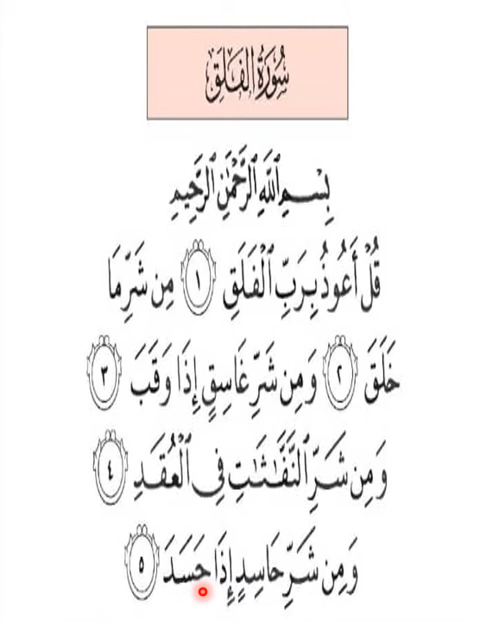 سُورَةُ الفَلَقِ
بِسْمِ ٱللَّهِ ٱلرَّحْمَٰنِ ٱلرَّحِيمِ
قُلْ أَعُوذُ بِرَبِّ ٱلْفَلَقِ ١ مِن شَرِّ مَا
خَلَقَ ٢ وَمِن شَرِّ غَاسِقٍ إِذَا وَقَبَ ٣
وَمِن شَرِّ ٱلنَّفَّٰثَٰتِ فِى ٱلْعُقَدِ ٤
وَمِن شَرِّ حَاسِدٍ إِذَا حَسَدَ ٥